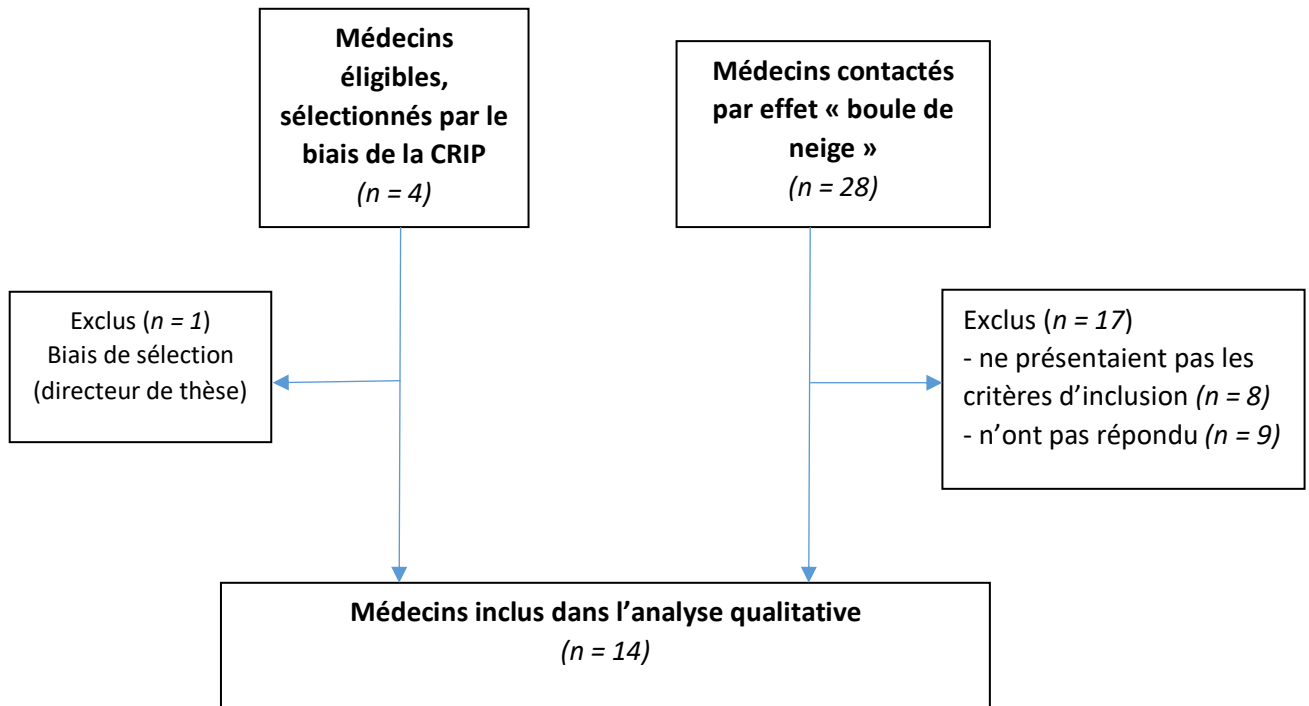 Médecins
éligibles,
sélectionnés par le
biais de la CRIP
(n = 4)
Médecins contactés
par effet « boule de
neige »
(n = 28)
Exclus (n = 1)
Biais de sélection
(directeur de thèse)
Exclus (n = 17)
- ne présentaient pas les
critères d’inclusion (n = 8)
- n’ont pas répondu (n = 9)
Médecins inclus dans l’analyse qualitative
(n = 14)